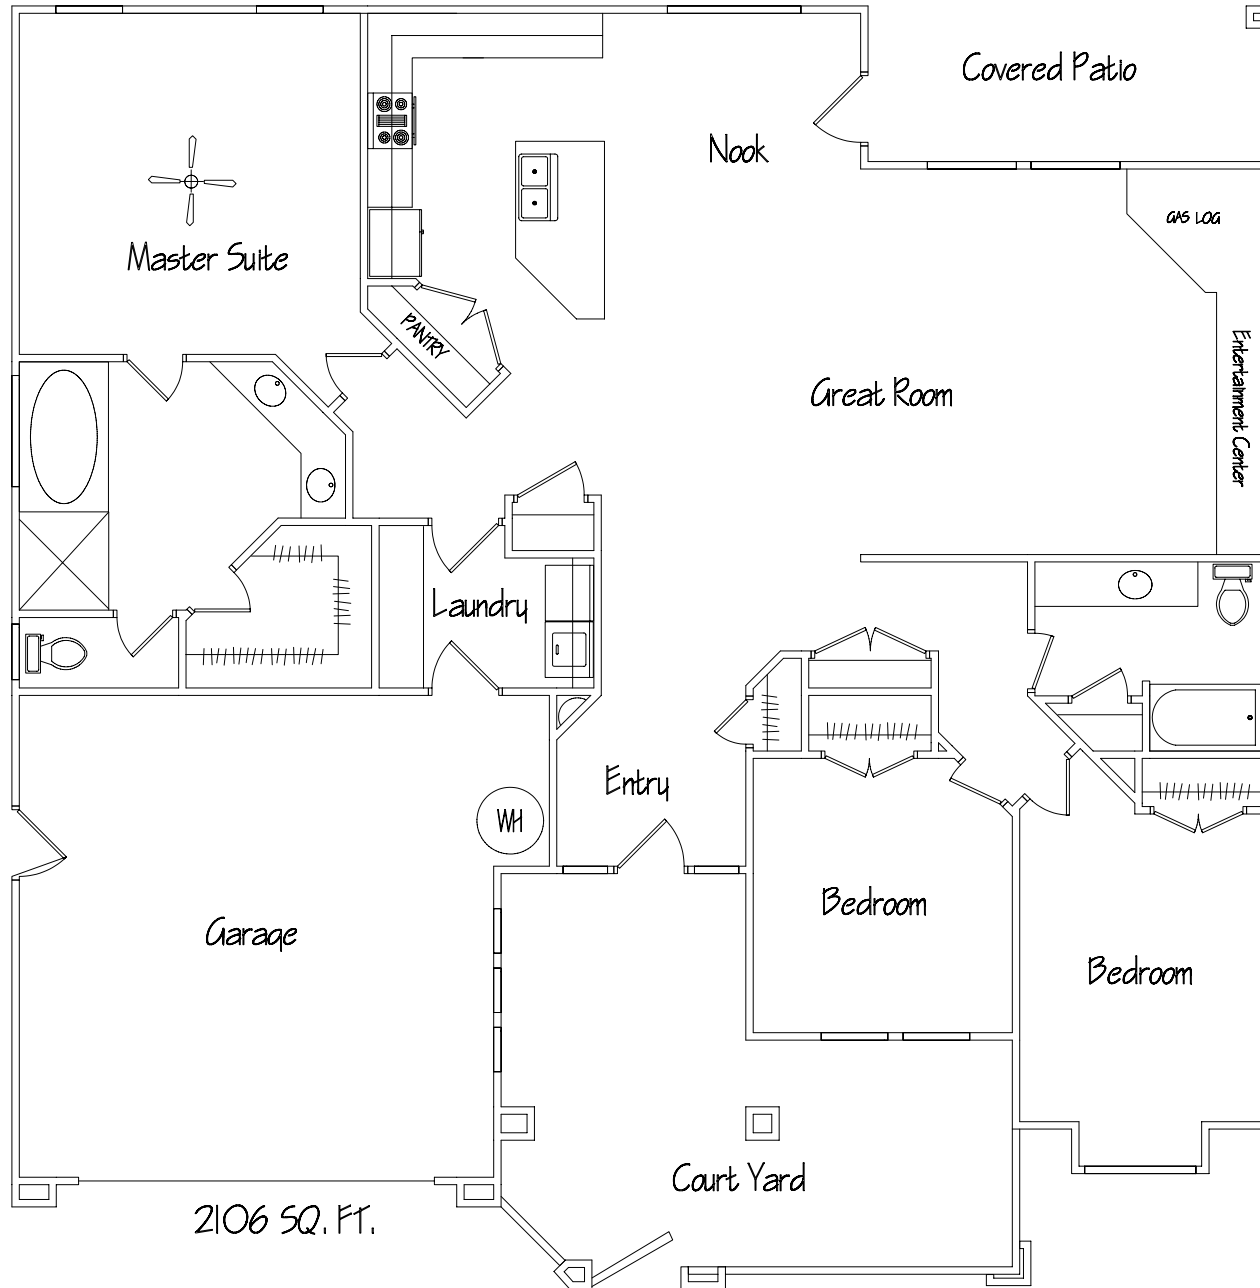 Covered Patio
Nook
GAS LOG
Master Suite
PANTRY
Great Room
Entertainment Center
Laundry
Entry
WH
Bedroom
Garage
Bedroom
Court Yard
2106 SQ. FT.